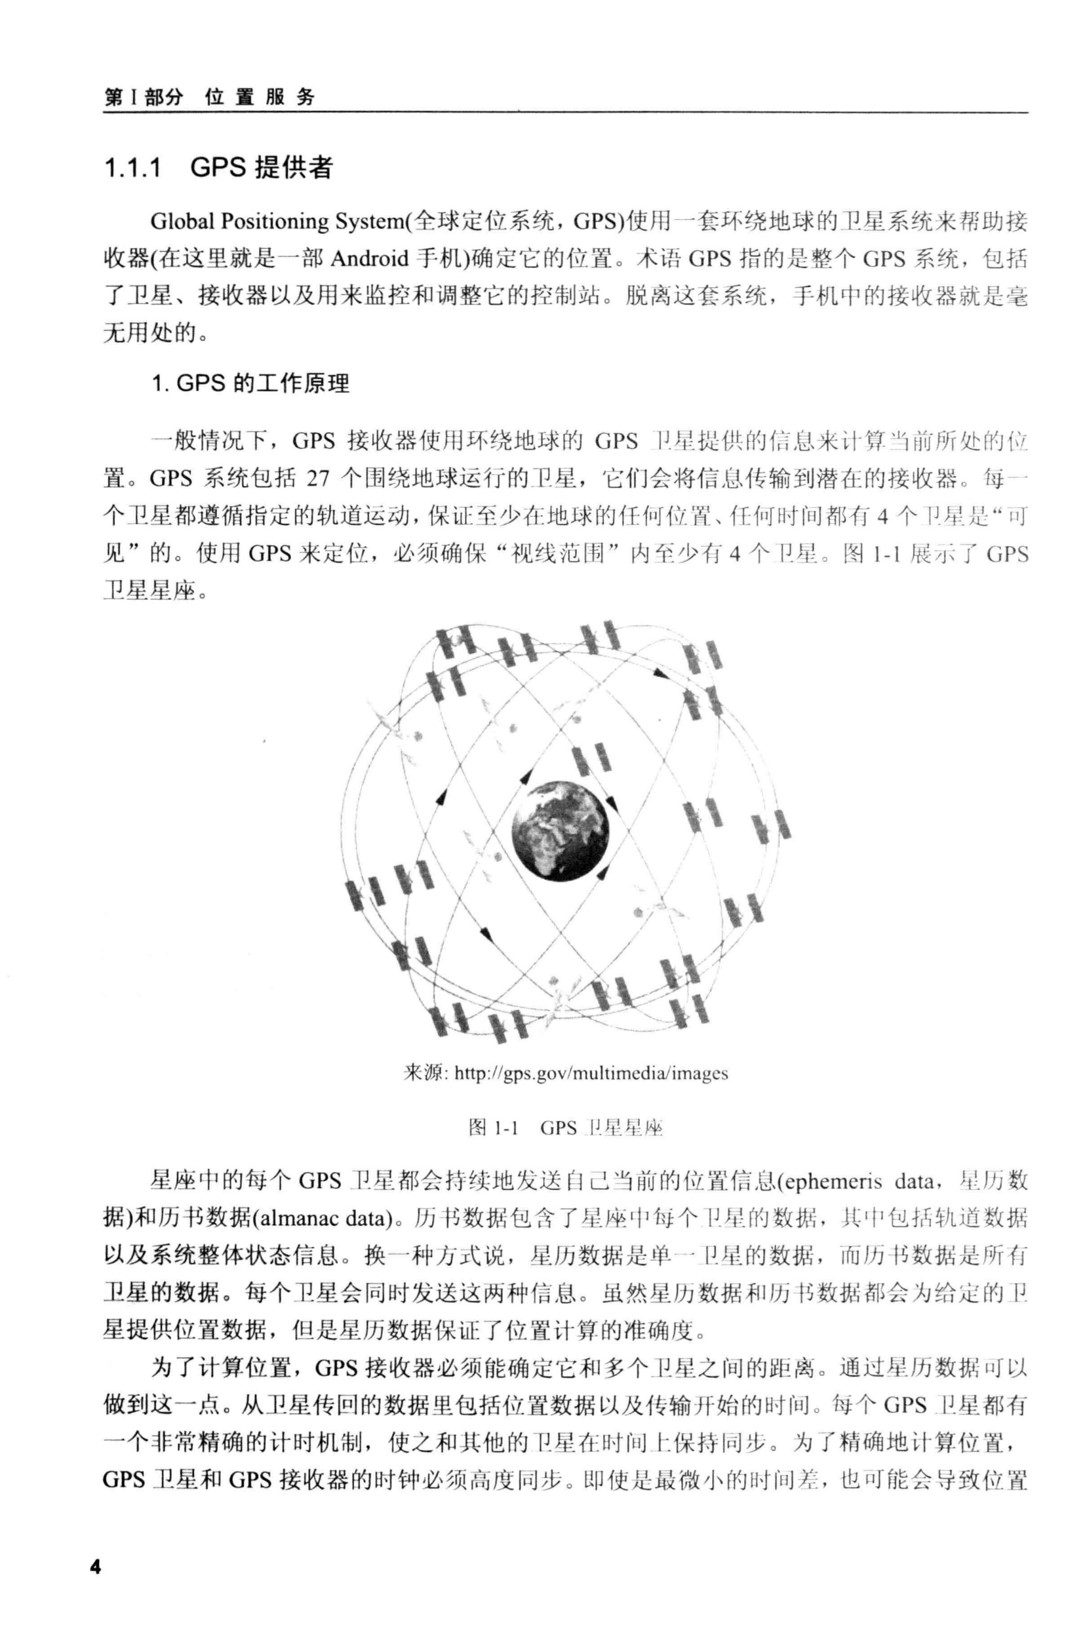 第 I 部分 位 置 服 务
1.1.1 GPS 提供者
Global Positioning System(全球定位系统，GPS)使用一套环绕地球的卫星系统来帮助接
收器(在这里就是一部 Android 手机)确定它的位置。术语 GPS 指的是整个 GPS 系统，包括
了卫星、接收器以及用来监控和调整它的控制站。脱离这套系统，手机中的接收器就是毫
无用处的。
1. GPS 的工作原理
一般情况下，GPS 接收器使用环绕地球的 GPS 卫星提供的信息来计算当前所处的位
置。GPS 系统包括 27 个围绕地球运行的卫星，它们会将信息传输到潜在的接收器。每一
个卫星都遵循指定的轨道运动，保证至少在地球的任何位置、任何时间都有 4 个卫星是“可
见”的。使用 GPS 来定位，必须确保“视线范围”内至少有 4 个卫星。图 1-1 展示了 GPS
卫星星座。
来源: http://gps.gov/multimedia/images
图 1-1 GPS 卫星星座
星座中的每个 GPS 卫星都会持续地发送自己当前的位置信息(ephemeris data，星历数
据)和历书数据(almanac data)。历书数据包含了星座中每个卫星的数据，其中包括轨道数据
以及系统整体状态信息。换一种方式说，星历数据是单一卫星的数据，而历书数据是所有
卫星的数据。每个卫星会同时发送这两种信息。虽然星历数据和历书数据都会为给定的卫
星提供位置数据，但是星历数据保证了位置计算的准确度。
为了计算位置，GPS 接收器必须能确定它和多个卫星之间的距离。通过星历数据可以
做到这一点。从卫星传回的数据里包括位置数据以及传输开始的时间。每个 GPS 卫星都有
一个非常精确的计时机制，使之和其他的卫星在时间上保持同步。为了精确地计算位置，
GPS 卫星和 GPS 接收器的时钟必须高度同步。即使是最微小的时间差，也可能会导致位置
4